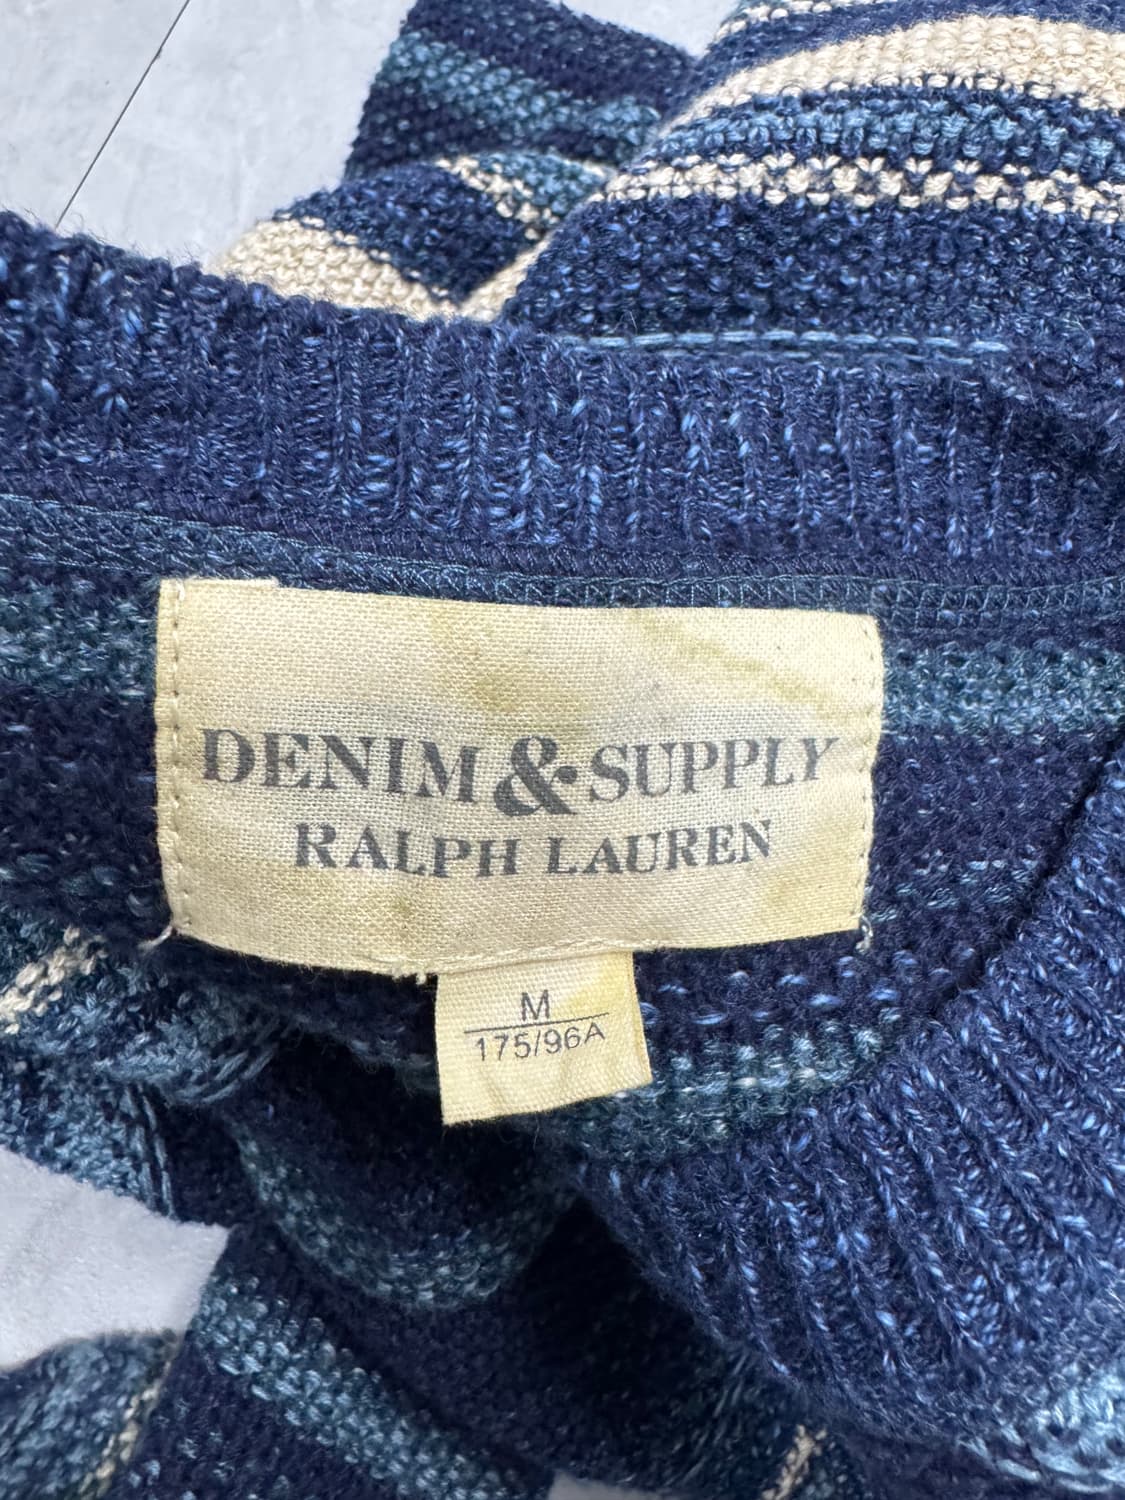 DENIM & SUPPLY
RALPH LAUREN
M
175/96A